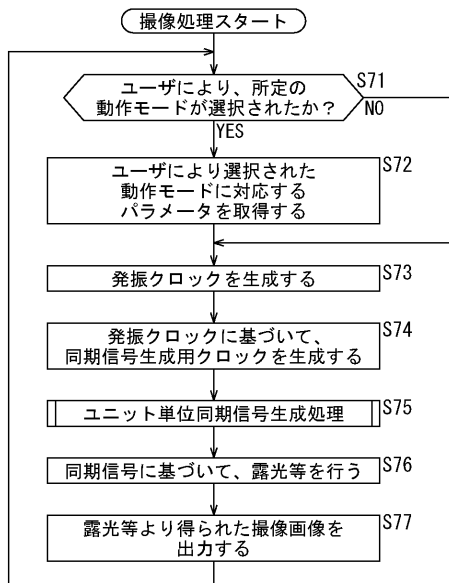 撮像処理スタート
S71
ユーザにより、所定の
動作モードが選択されたか?
NO
YES
S72
ユーザにより選択された
動作モードに対応する
パラメータを取得する
S73
発振クロックを生成する
S74
発振クロックに基づいて、
同期信号生成用クロックを生成する
S75
ユニット単位同期信号生成処理
S76
同期信号に基づいて、露光等を行う
S77
露光等より得られた撮像画像を
出力する